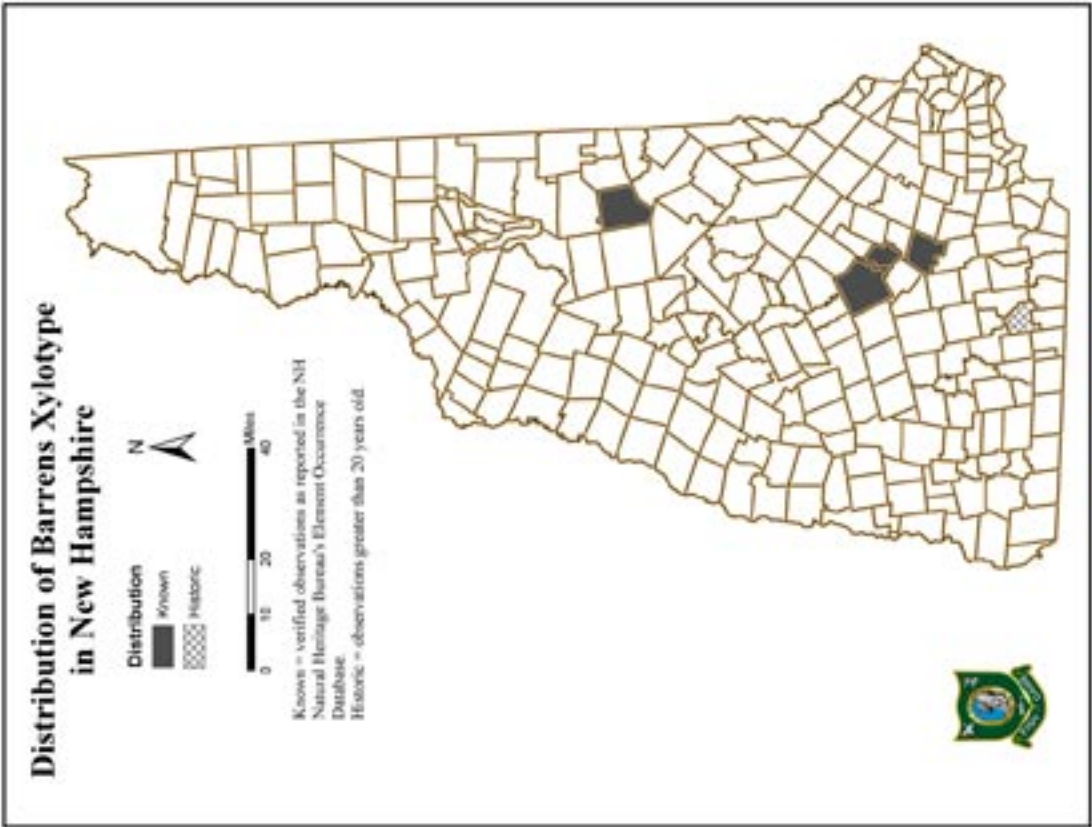 Distribution of Barrens Xylotype
in New Hampshire
N
Distribution
Known
Historic
0 10 20 40
Miles
Known = verified observations as reported in the NH
Natural Heritage Bureau's Element Occurrence
Database.
Historic = observations greater than 20 years old.